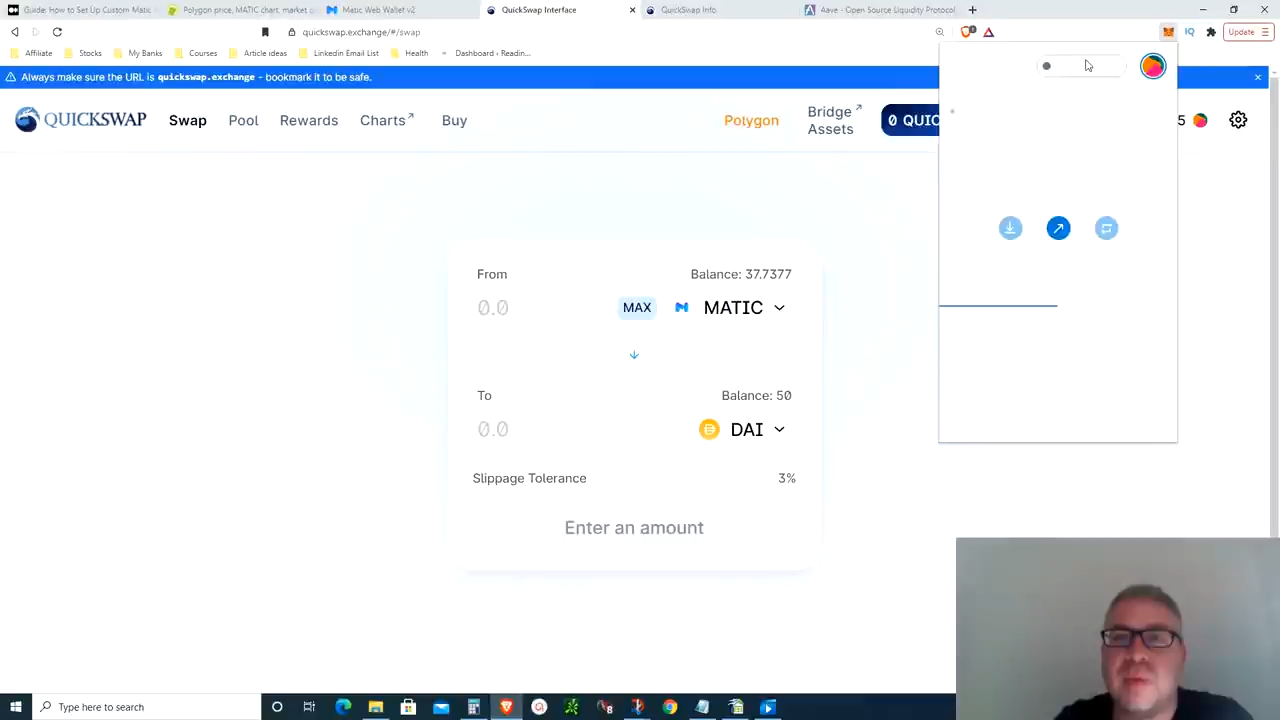 Guide: How to Set Up Custom Matic
Polygon price, MATIC chart, market c
Matic Web Wallet v2
QuickSwap Interface
QuickSwap Info
Aave - Open Source Liquidity Protocol
quickswap.exchange/#/swap
Update
Affiliate
Stocks
My Banks
Courses
Article ideas
Linkedin Email List
Health
Dashboard ‹ Readin...
Always make sure the URL is quickswap.exchange - bookmark it to be safe.
QUICKSWAP
Swap
Pool
Rewards
Charts
Buy
Polygon
Bridge
Assets
0 QUIC
5
From
Balance: 37.7377
0.0
MAX
MATIC
To
Balance: 50
0.0
DAI
Slippage Tolerance
3%
Enter an amount
Type here to search